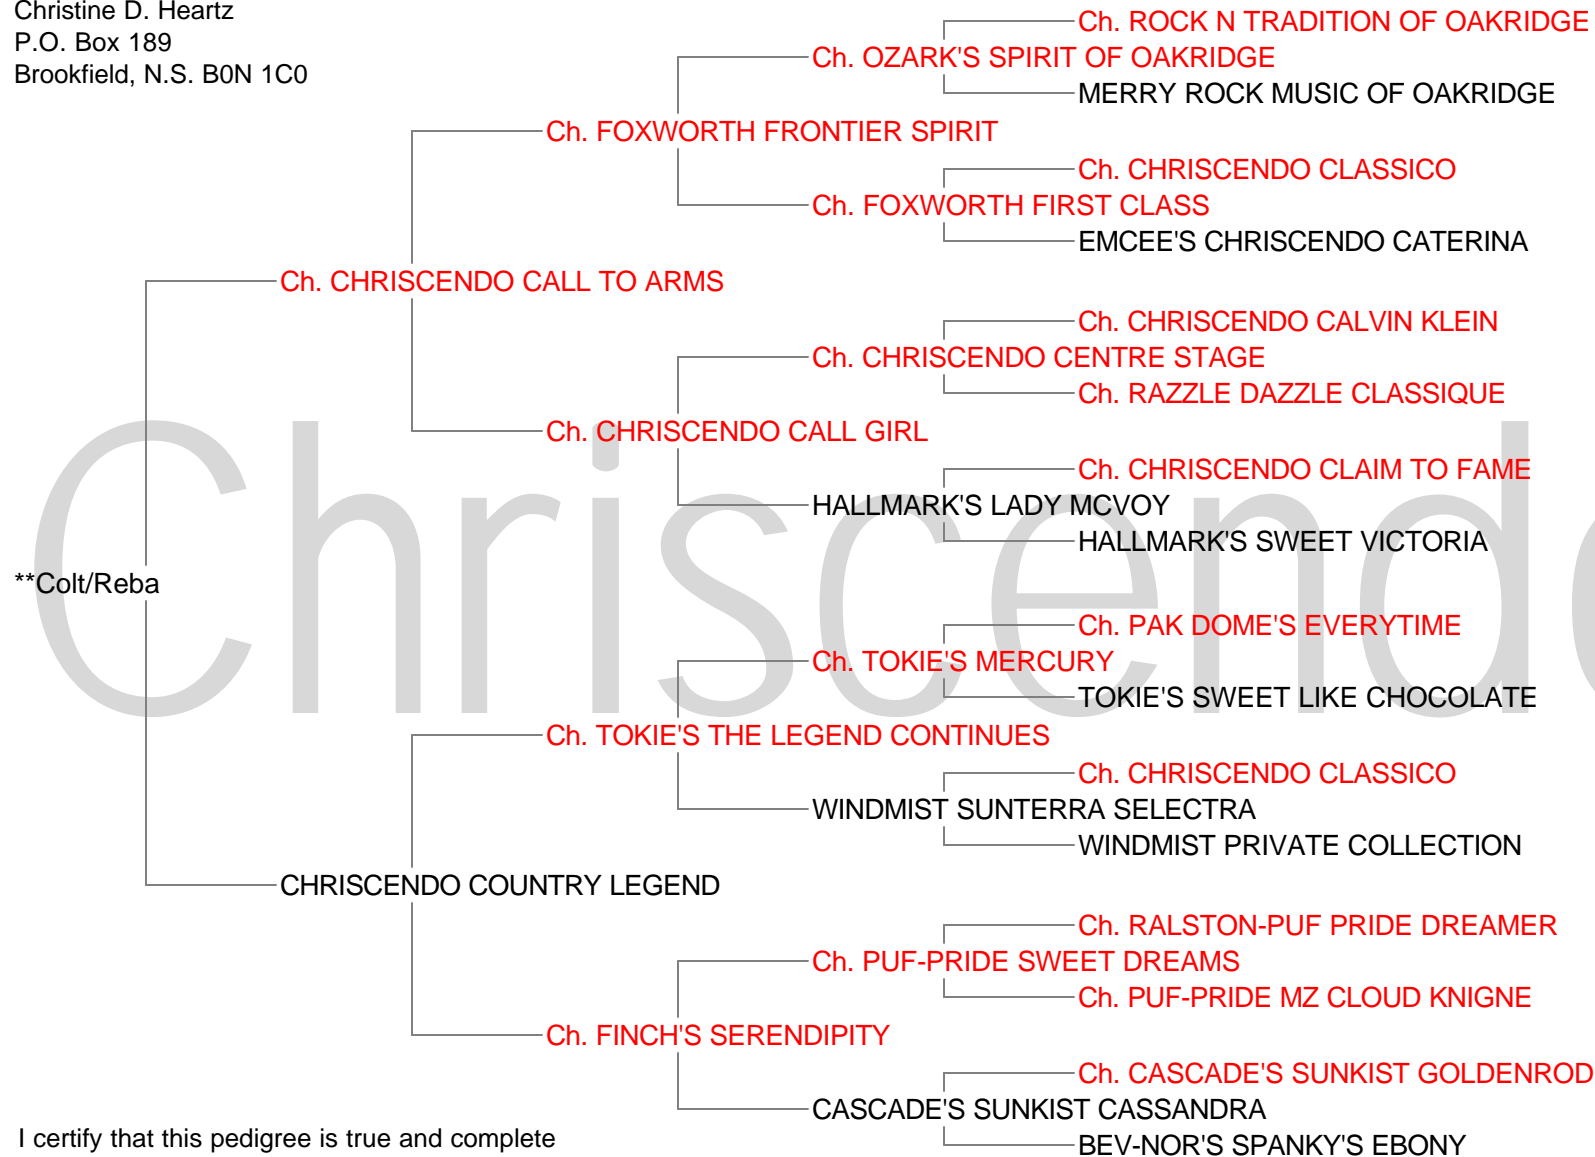 Christine D. Heartz
P.O. Box 189
Brookfield, N.S. B0N 1C0
Ch. ROCK N TRADITION OF OAKRIDGE
Ch. OZARK'S SPIRIT OF OAKRIDGE
MERRY ROCK MUSIC OF OAKRIDGE
Ch. FOXWORTH FRONTIER SPIRIT
Ch. CHRISCENDO CLASSICO
Ch. FOXWORTH FIRST CLASS
EMCEE'S CHRISCENDO CATERINA
Ch. CHRISCENDO CALL TO ARMS
Ch. CHRISCENDO CALVIN KLEIN
Ch. CHRISCENDO CENTRE STAGE
Ch. RAZZLE DAZZLE CLASSIQUE
Ch. CHRISCENDO CALL GIRL
Ch. CHRISCENDO CLAIM TO FAME
HALLMARK'S LADY MCVOY
HALLMARK'S SWEET VICTORIA
Chriscendo
**Colt/Reba
Ch. PAK DOME'S EVERYTIME
Ch. TOKIE'S MERCURY
TOKIE'S SWEET LIKE CHOCOLATE
Ch. TOKIE'S THE LEGEND CONTINUES
Ch. CHRISCENDO CLASSICO
WINDMIST SUNTERRA SELECTRA
WINDMIST PRIVATE COLLECTION
CHRISCENDO COUNTRY LEGEND
Ch. RALSTON-PUF PRIDE DREAMER
Ch. PUF-PRIDE SWEET DREAMS
Ch. PUF-PRIDE MZ CLOUD KNIGNE
Ch. FINCH'S SERENDIPITY
Ch. CASCADE'S SUNKIST GOLDENROD
CASCADE'S SUNKIST CASSANDRA
BEV-NOR'S SPANKY'S EBONY
I certify that this pedigree is true and complete